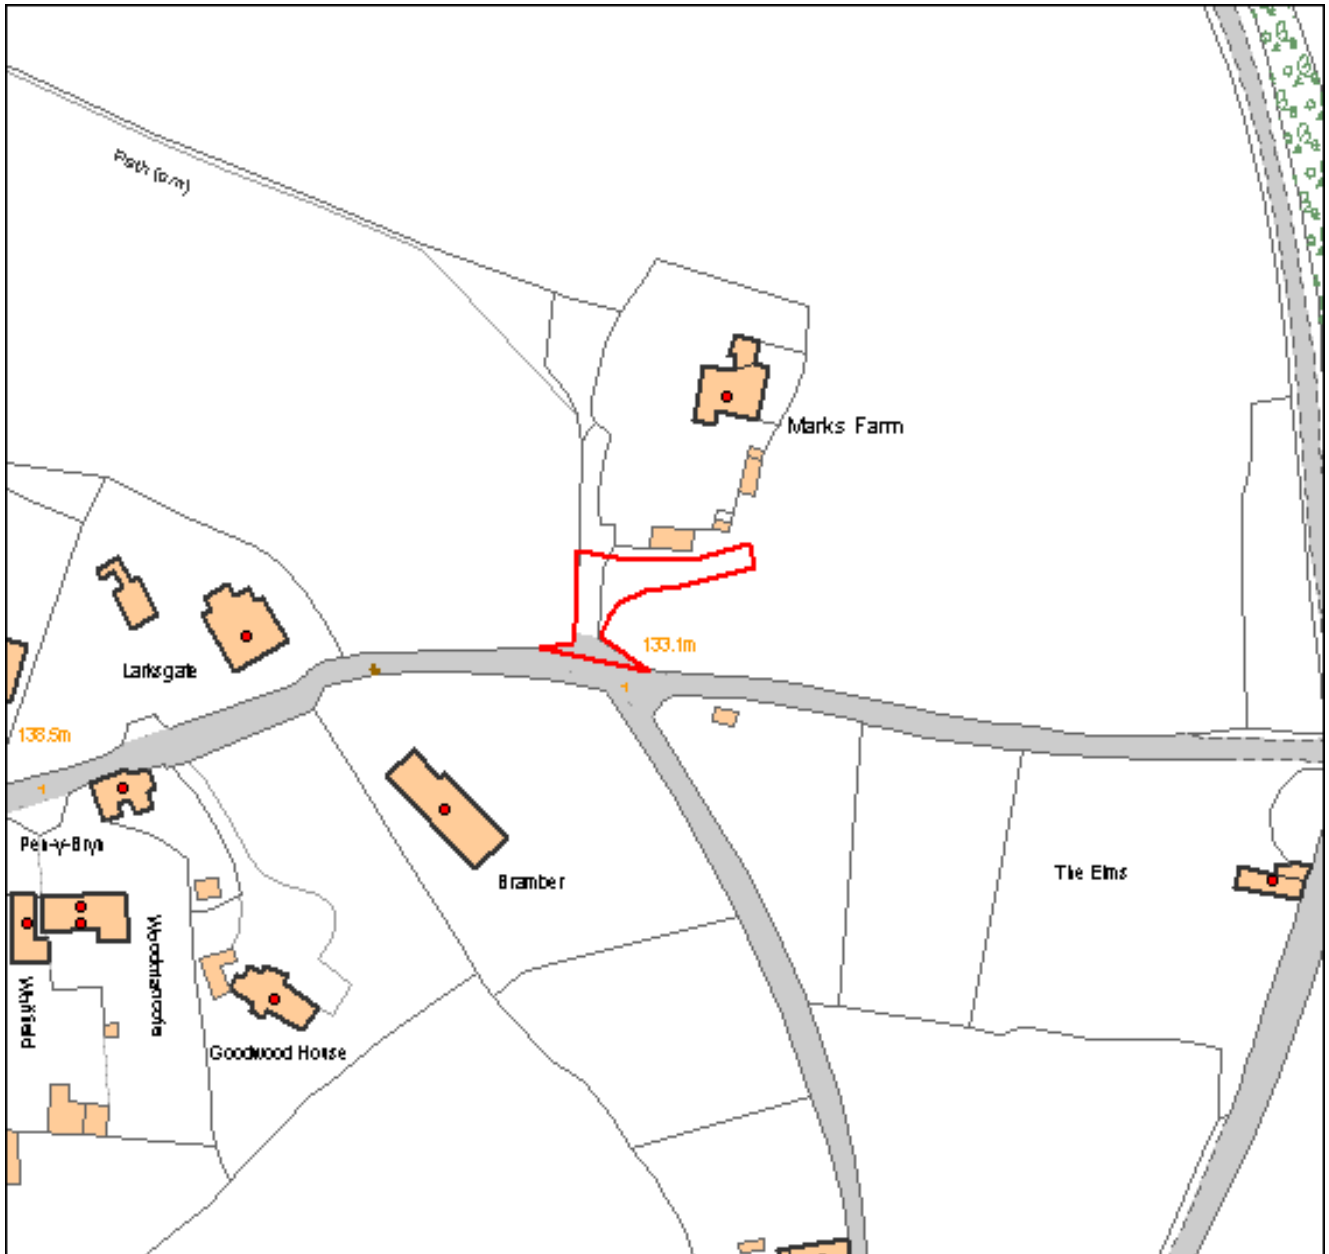 Path (um)
Marks Farm
133.1m
Larksgate
138.5m
Pen-y-Bryn
Bramber
The Elms
Woodmancote
Whitfield
Goodwood House